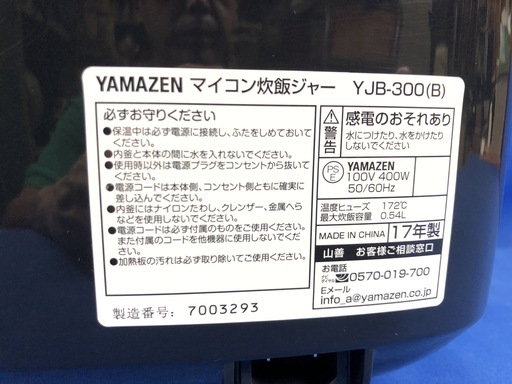 YAMAZEN マイコン炊飯ジャー YJB-300(B)
必ずお守りください
●保温中は必ず電源に接続し、ふたをしめておいてください。
●内釜と本体の間に水を入れないでください。
●使用時以外は電源プラグをコンセントから抜いてください。
●電源コードは本体側、コンセント側ともに確実に差し込んでください。
●内釜にはナイロンたわし、クレンザー、金属へらなどを使用しないでください。
●電源コードは必ず付属のものをご使用ください。
また付属のコードを他機器に使用しないでください。
●加熱板の汚れは必ず取り除いてご使用ください。
製造番号: 7003293
警告
感電のおそれあり
水につけたり、水をかけたりしないでください
PS
E
YAMAZEN
100V 400W
50/60Hz
温度ヒューズ 172℃
最大炊飯容量 0.54L
MADE IN CHINA 17年製
山善 お客様ご相談窓口
お電話
ナビダイヤル 0570-019-700
Eメール
info_a@yamazen.co.jp